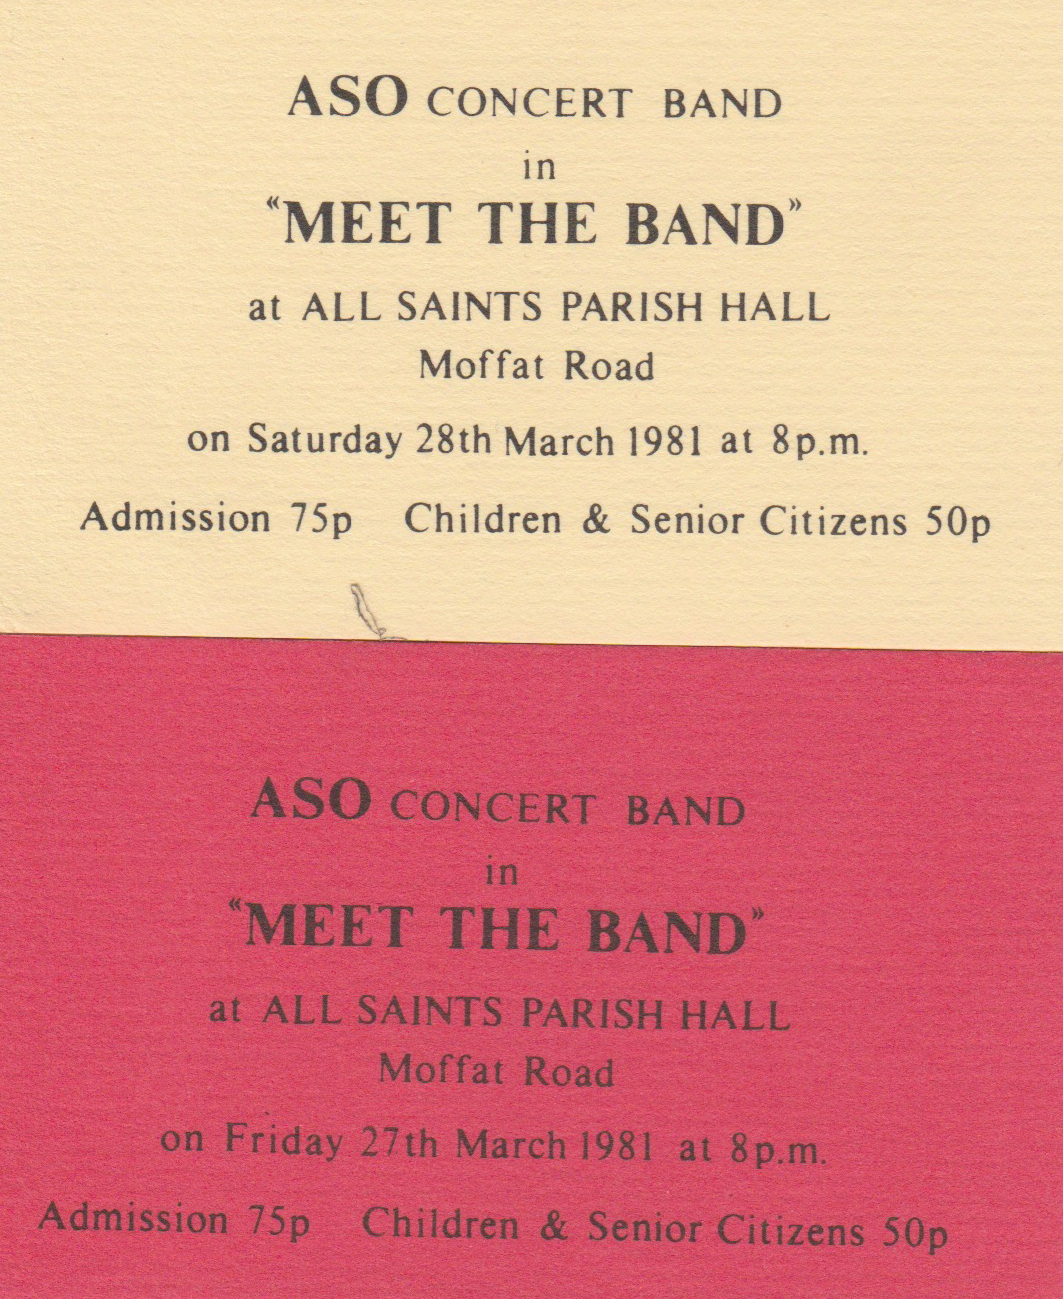 ASO CONCERT BAND
in
“MEET THE BAND”
at ALL SAINTS PARISH HALL
Moffat Road
on Saturday 28th March 1981 at 8p.m.
Admission 75p Children & Senior Citizens 50p
ASO CONCERT BAND
in
“MEET THE BAND”
at ALL SAINTS PARISH HALL
Moffat Road
on Friday 27th March 1981 at 8p.m.
Admission 75p Children & Senior Citizens 50p